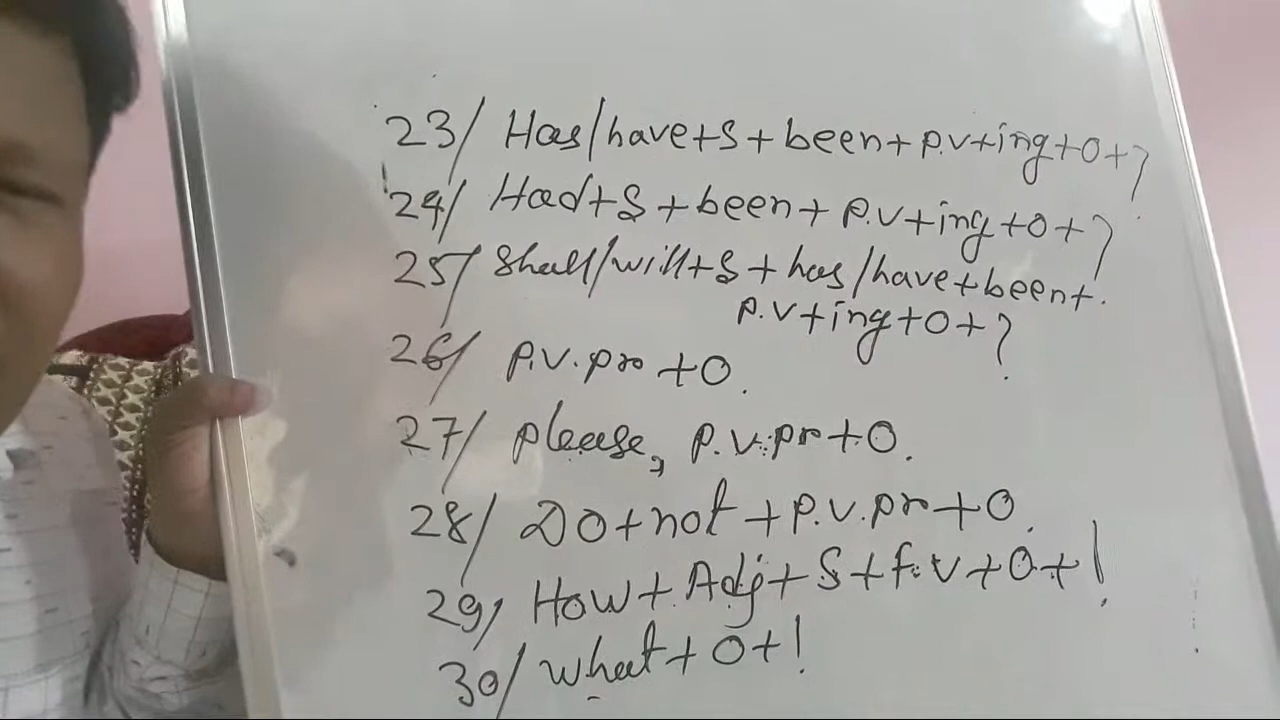 23/ Has/have+S+been+p.v+ing+O+?
24/ Had+S+been+p.v+ing+O+?
25/ Shall/will+S+has/have+been+
p.v+ing+O+?
26/ p.v.pr+O.
27/ please, p.v.pr+O.
28/ Do+not+p.v.pr+O.
29/ How+Adj+S+f.v+O+!
30/ what+O+!